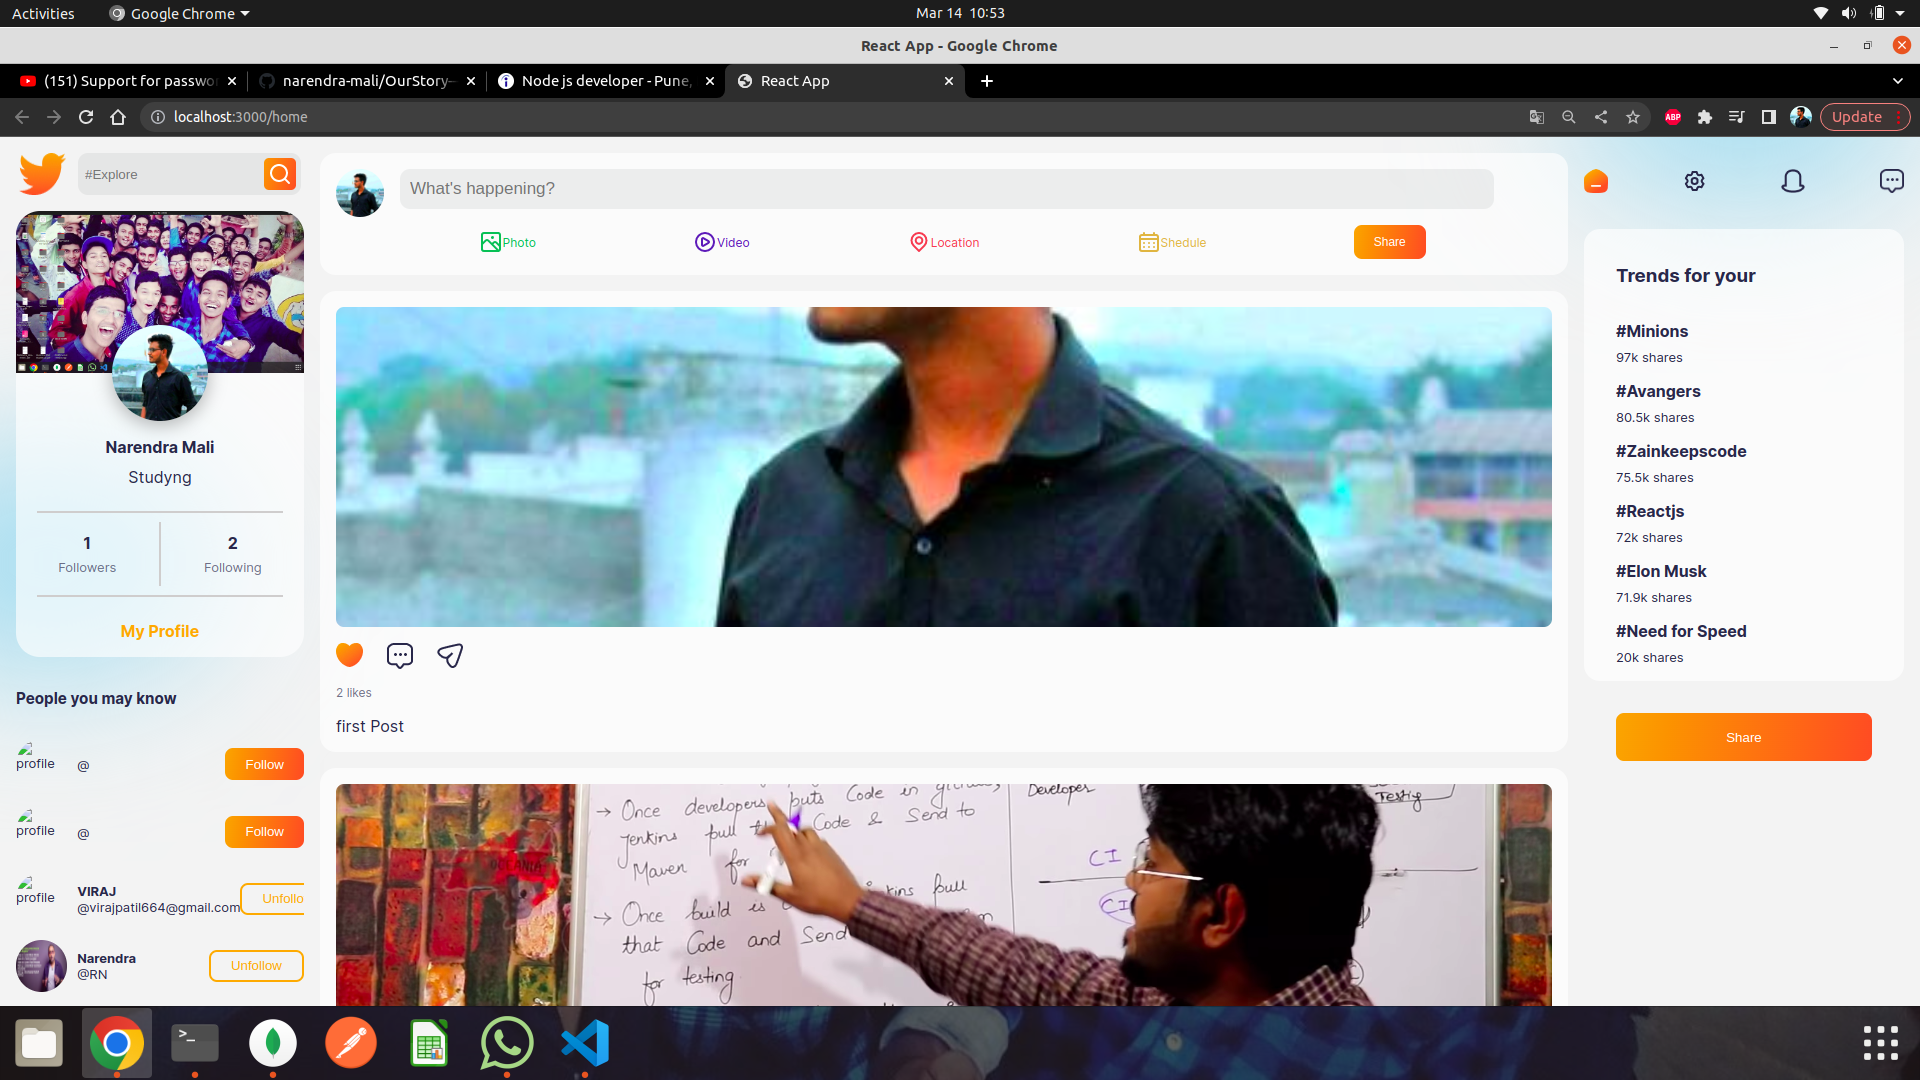 Activities
Google Chrome
Mar 14 10:53
React App - Google Chrome
(151) Support for passwor
narendra-mali/OurStory-
Node js developer - Pune,
React App
localhost:3000/home
ABP
Update
#Explore
What's happening?
Photo
Video
Location
Shedule
Share
Narendra Mali
Studyng
1
Followers
2
Following
My Profile
People you may know
profile
@
Follow
profile
@
Follow
profile
VIRAJ
@virajpatil664@gmail.com
Unfollo
Narendra
@RN
Unfollow
2 likes
first Post
→ Once developers puts Code in github,
Jenkins pull Code & Send to
Maven for
kins pull
→ Once build is
that Code and Send
for testing
Developer
Testing
CI
CI
OCEANIA
Trends for your
#Minions
97k shares
#Avangers
80.5k shares
#Zainkeepscode
75.5k shares
#Reactjs
72k shares
#Elon Musk
71.9k shares
#Need for Speed
20k shares
Share